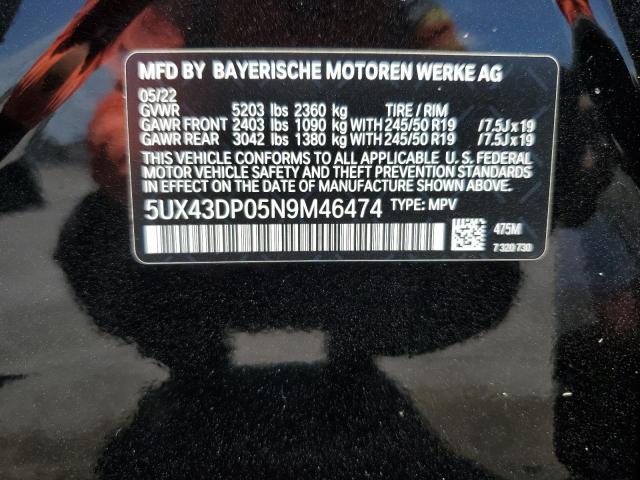 MFD BY BAYERISCHE MOTOREN WERKE AG
05/22
GVWR 5203 lbs 2360 kg TIRE / RIM
GAWR FRONT 2403 lbs 1090 kg WITH 245/50 R19 /7.5J x 19
GAWR REAR 3042 lbs 1380 kg WITH 245/50 R19 /7.5J x 19
THIS VEHICLE CONFORMS TO ALL APPLICABLE U. S. FEDERAL
MOTOR VEHICLE SAFETY AND THEFT PREVENTION STANDARDS
IN EFFECT ON THE DATE OF MANUFACTURE SHOWN ABOVE.
5UX43DP05N9M46474 TYPE: MPV
475M
7320730